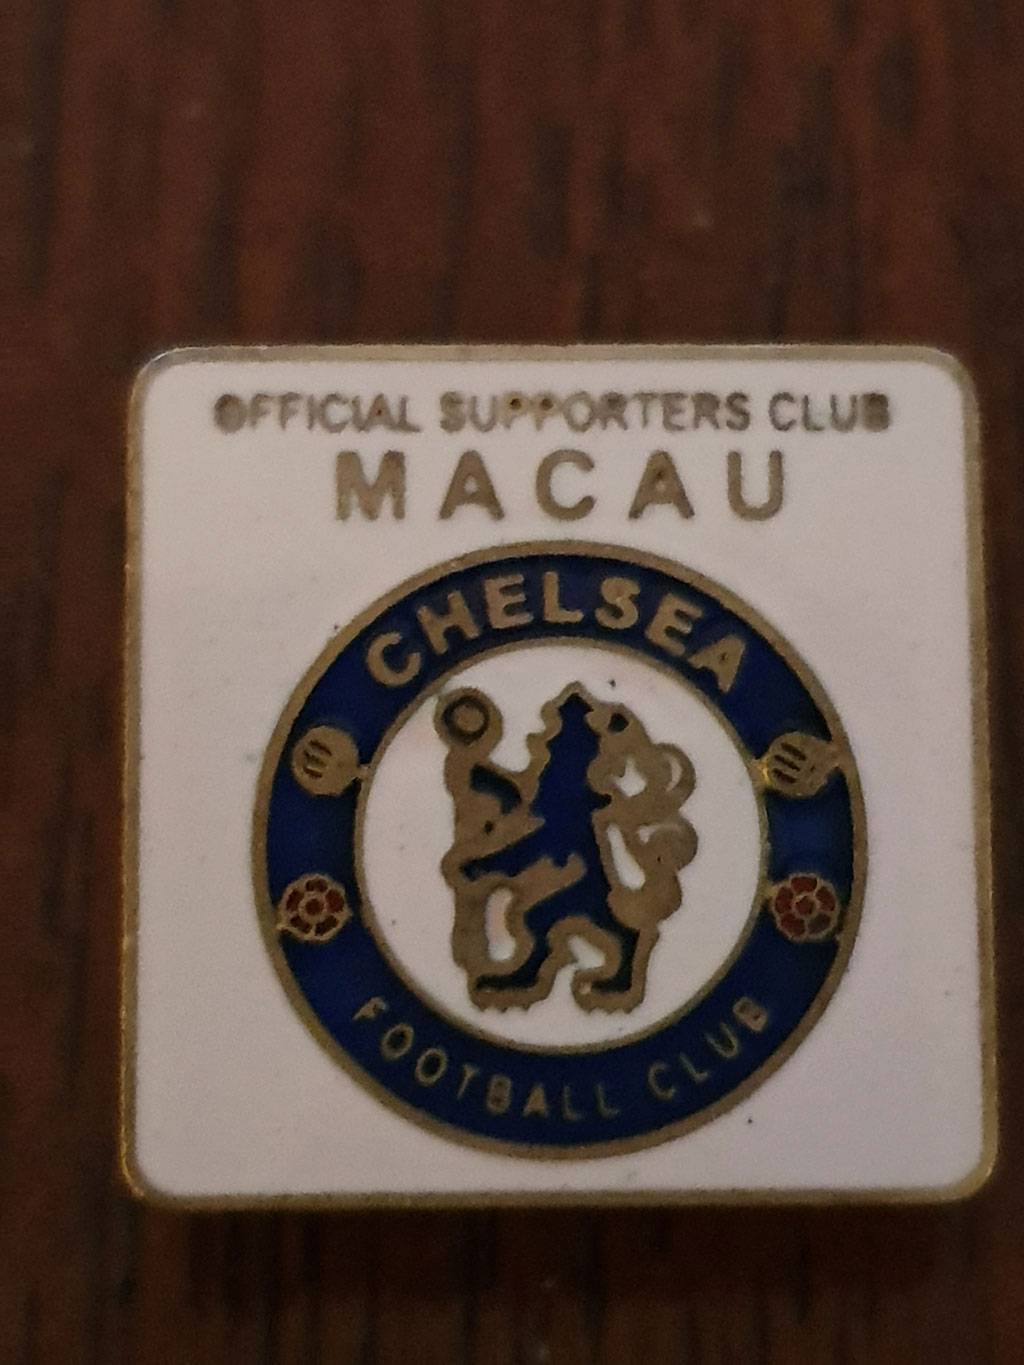 OFFICIAL SUPPORTERS CLUB
MACAU
CHELSEA
FOOTBALL CLUB